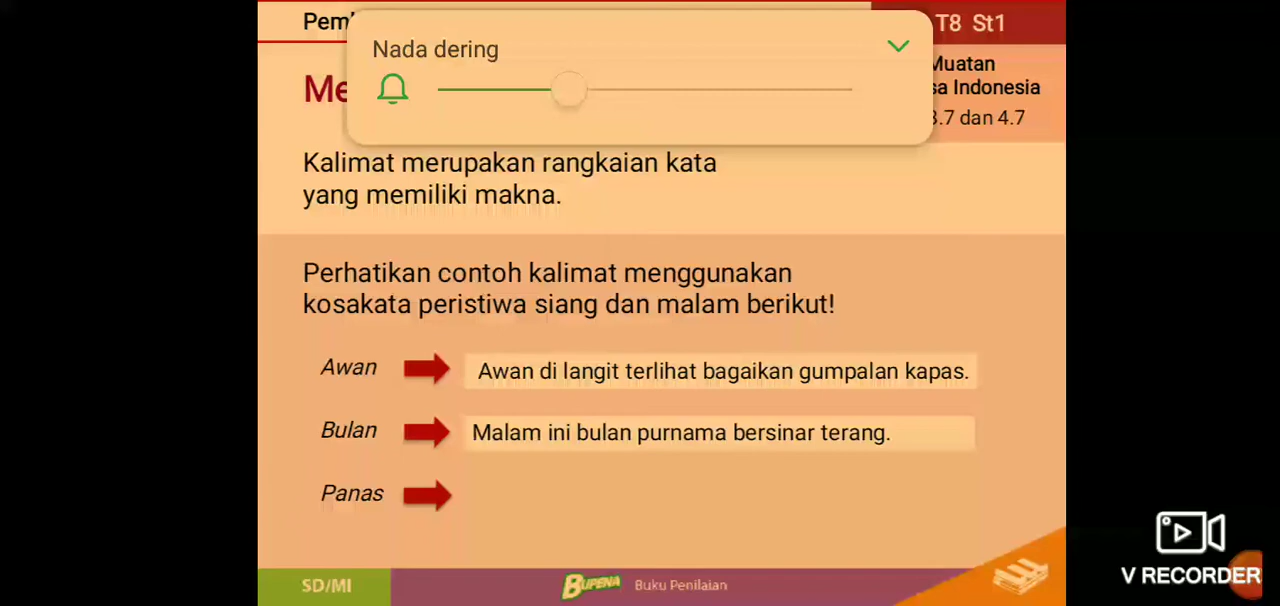 Pem
T8 St1
Nada dering
Me
Muatan
sa Indonesia
3.7 dan 4.7
Kalimat merupakan rangkaian kata
yang memiliki makna.
Perhatikan contoh kalimat menggunakan
kosakata peristiwa siang dan malam berikut!
Awan
Awan di langit terlihat bagaikan gumpalan kapas.
Bulan
Malam ini bulan purnama bersinar terang.
Panas
SD/MI
BUPENA Buku Penilaian
V RECORDER